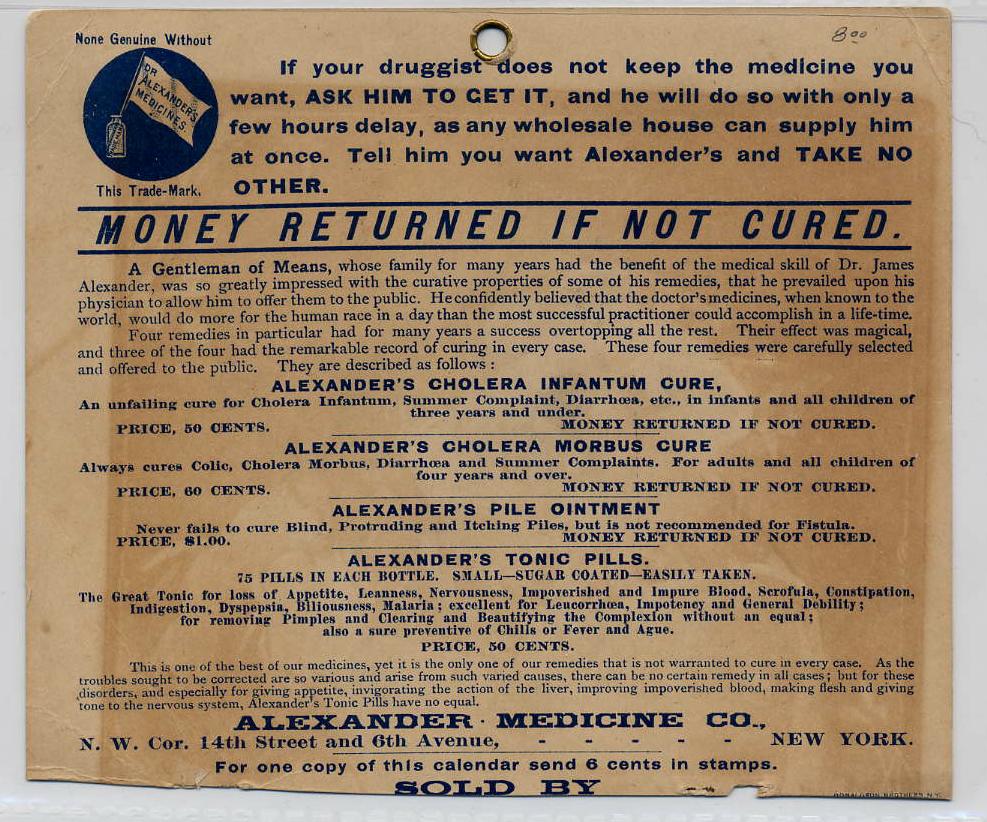 None Genuine Without
8 00
DR
ALEXANDER'S
MEDICINES.
This Trade-Mark.
If your druggist does not keep the medicine you
want, ASK HIM TO GET IT, and he will do so with only a
few hours delay, as any wholesale house can supply him
at once. Tell him you want Alexander's and TAKE NO
OTHER.
MONEY RETURNED IF NOT CURED.
A Gentleman of Means, whose family for many years had the benefit of the medical skill of Dr. James
Alexander, was so greatly impressed with the curative properties of some of his remedies, that he prevailed upon his
physician to allow him to offer them to the public. He confidently believed that the doctor's medicines, when known to the
world, would do more for the human race in a day than the most successful practitioner could accomplish in a life-time.
Four remedies in particular had for many years a success overtopping all the rest. Their effect was magical,
and three of the four had the remarkable record of curing in every case. These four remedies were carefully selected
and offered to the public. They are described as follows :
ALEXANDER'S CHOLERA INFANTUM CURE,
An unfailing cure for Cholera Infantum, Summer Complaint, Diarrhœa, etc., in infants and all children of
three years and under.
PRICE, 50 CENTS. MONEY RETURNED IF NOT CURED.
ALEXANDER'S CHOLERA MORBUS CURE
Always cures Colic, Cholera Morbus, Diarrhœa and Summer Complaints. For adults and all children of
four years and over.
PRICE, 60 CENTS. MONEY RETURNED IF NOT CURED.
ALEXANDER'S PILE OINTMENT
Never fails to cure Blind, Protruding and Itching Piles, but is not recommended for Fistula.
PRICE, $1.00. MONEY RETURNED IF NOT CURED.
ALEXANDER'S TONIC PILLS.
75 PILLS IN EACH BOTTLE. SMALL—SUGAR COATED—EASILY TAKEN.
The Great Tonic for loss of Appetite, Leanness, Nervousness, Impoverished and Impure Blood, Scrofula, Constipation,
Indigestion, Dyspepsia, Biliousness, Malaria; excellent for Leucorrhœa, Impotency and General Debility;
for removing Pimples and Clearing and Beautifying the Complexion without an equal;
also a sure preventive of Chills or Fever and Ague.
PRICE, 50 CENTS.
This is one of the best of our medicines, yet it is the only one of our remedies that is not warranted to cure in every case. As the
troubles sought to be corrected are so various and arise from such varied causes, there can be no certain remedy in all cases; but for these
disorders, and especially for giving appetite, invigorating the action of the liver, improving impoverished blood, making flesh and giving
tone to the nervous system, Alexander's Tonic Pills have no equal.
ALEXANDER MEDICINE CO.,
N. W. Cor. 14th Street and 6th Avenue, - - - - - NEW YORK.
For one copy of this calendar send 6 cents in stamps.
SOLD BY
DONALDSON BROTHERS N.Y.